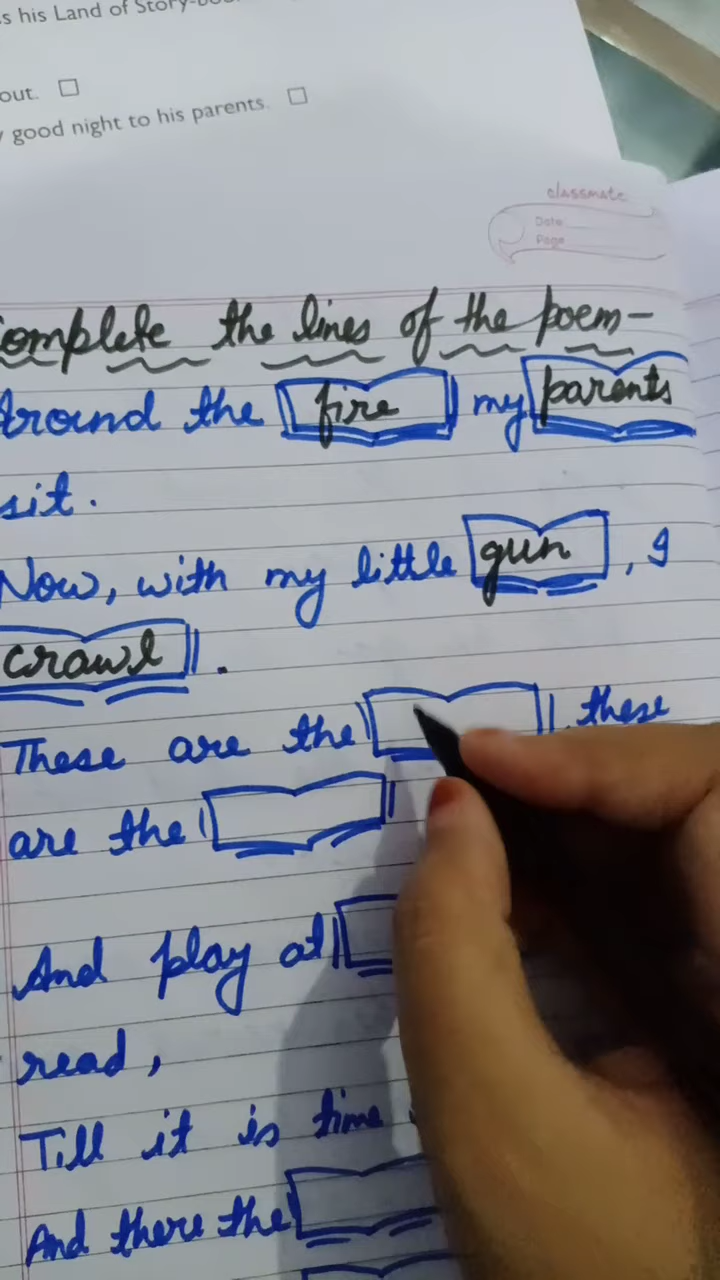 s his Land of Story-
out.
good night to his parents.
classmate
Date
Page
omplete the lines of the poem-
Around the fire my parents
sit.
Now, with my little gun, I
crawl.
These are the these
are the
And play at
read,
Till it is time
And there the